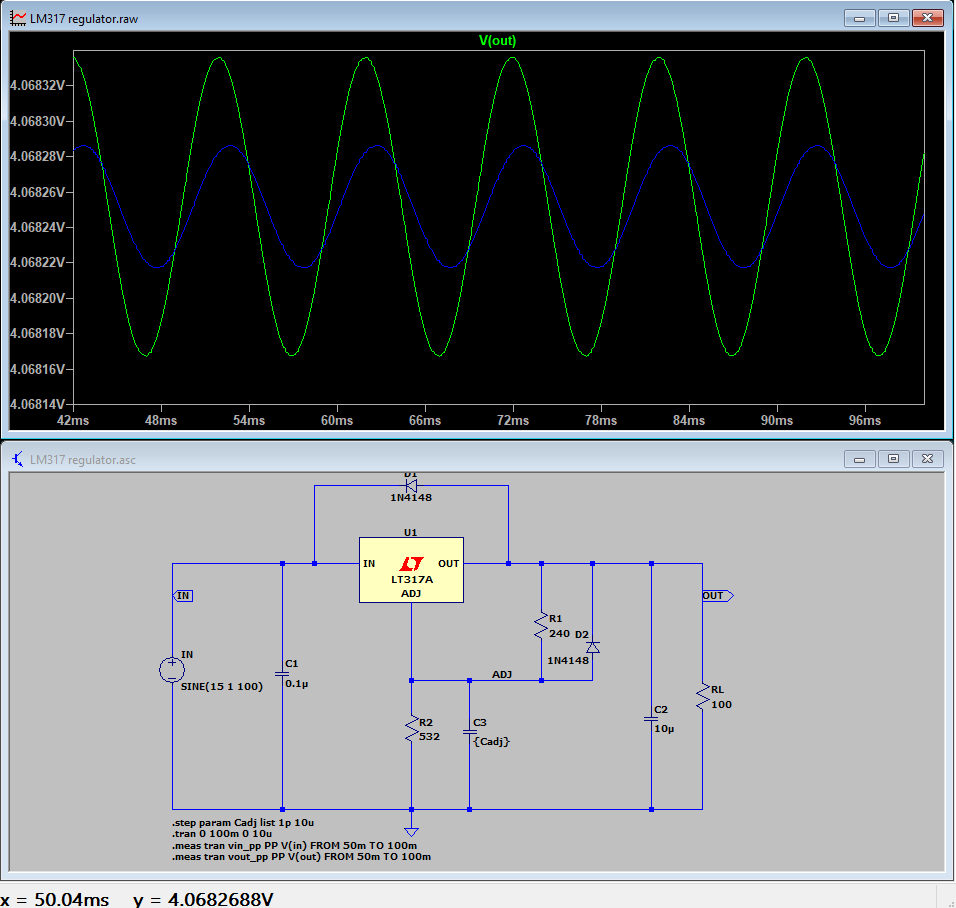 LM317 regulator.raw
V(out)
4.06832V
4.06830V
4.06828V
4.06826V
4.06824V
4.06822V
4.06820V
4.06818V
4.06816V
4.06814V
42ms 48ms 54ms 60ms 66ms 72ms 78ms 84ms 90ms 96ms
LM317 regulator.asc
D1
1N4148
U1
IN OUT
LT317A
ADJ
IN
OUT
R1
240
D2
1N4148
IN
SINE(15 1 100)
C1
0.1µ
ADJ
R2
532
C3
{Cadj}
C2
10µ
RL
100
.step param Cadj list 1p 10u
.tran 0 100m 0 10u
.meas tran vin_pp PP V(in) FROM 50m TO 100m
.meas tran vout_pp PP V(out) FROM 50m TO 100m
x = 50.04ms y = 4.0682688V